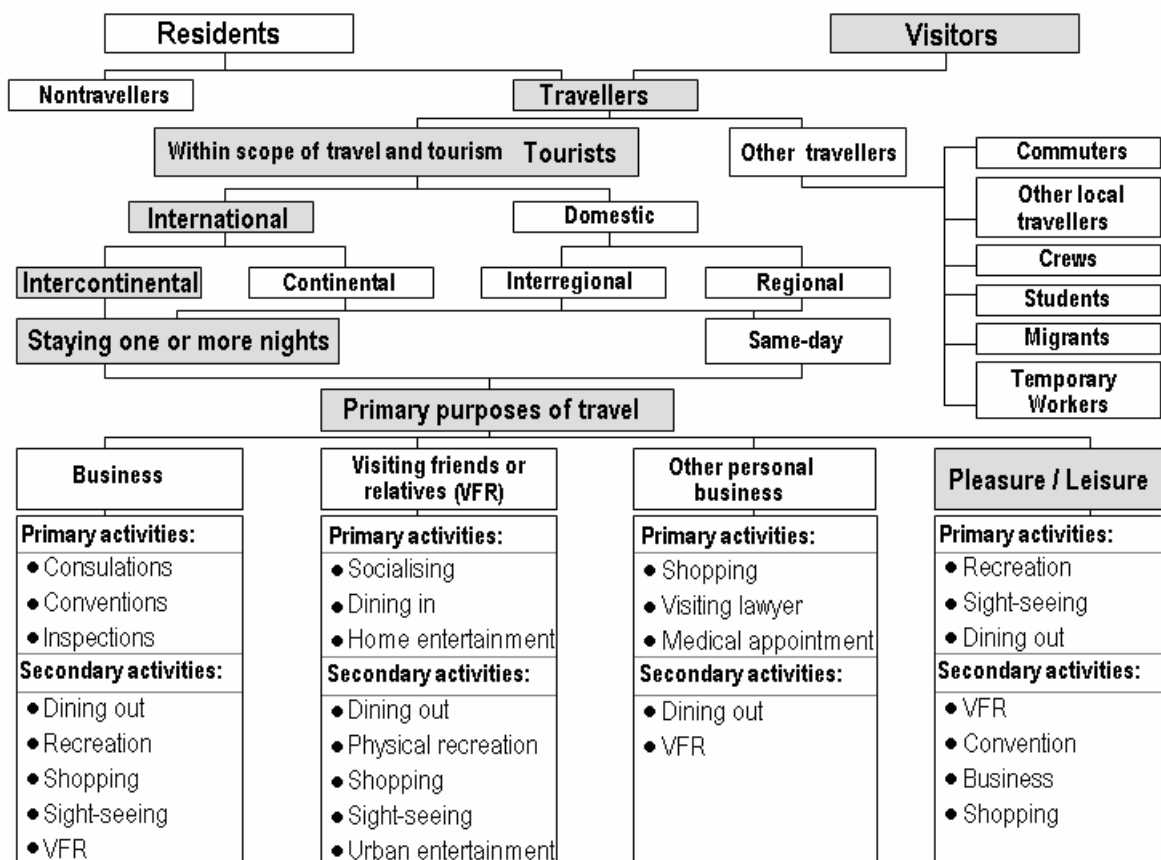 Residents
Visitors
Nontravellers
Travellers
Within scope of travel and tourism Tourists
Other travellers
Commuters
Other local
travellers
Crews
Students
Migrants
Temporary
Workers
International
Domestic
Intercontinental
Continental
Interregional
Regional
Staying one or more nights
Same-day
Primary purposes of travel
Business
Primary activities:
● Consulations
● Conventions
● Inspections
Secondary activities:
● Dining out
● Recreation
● Shopping
● Sight-seeing
● VFR
Visiting friends or
relatives (VFR)
Primary activities:
● Socialising
● Dining in
● Home entertainment
Secondary activities:
● Dining out
● Physical recreation
● Shopping
● Sight-seeing
● Urban entertainment
Other personal
business
Primary activities:
● Shopping
● Visiting lawyer
● Medical appointment
Secondary activities:
● Dining out
● VFR
Pleasure / Leisure
Primary activities:
● Recreation
● Sight-seeing
● Dining out
Secondary activities:
● VFR
● Convention
● Business
● Shopping